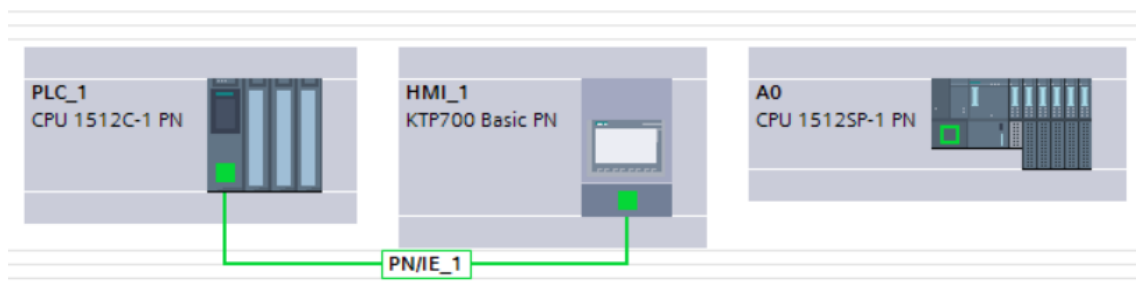 PLC_1
CPU 1512C-1 PN
HMI_1
KTP700 Basic PN
A0
CPU 1512SP-1 PN
PN/IE_1